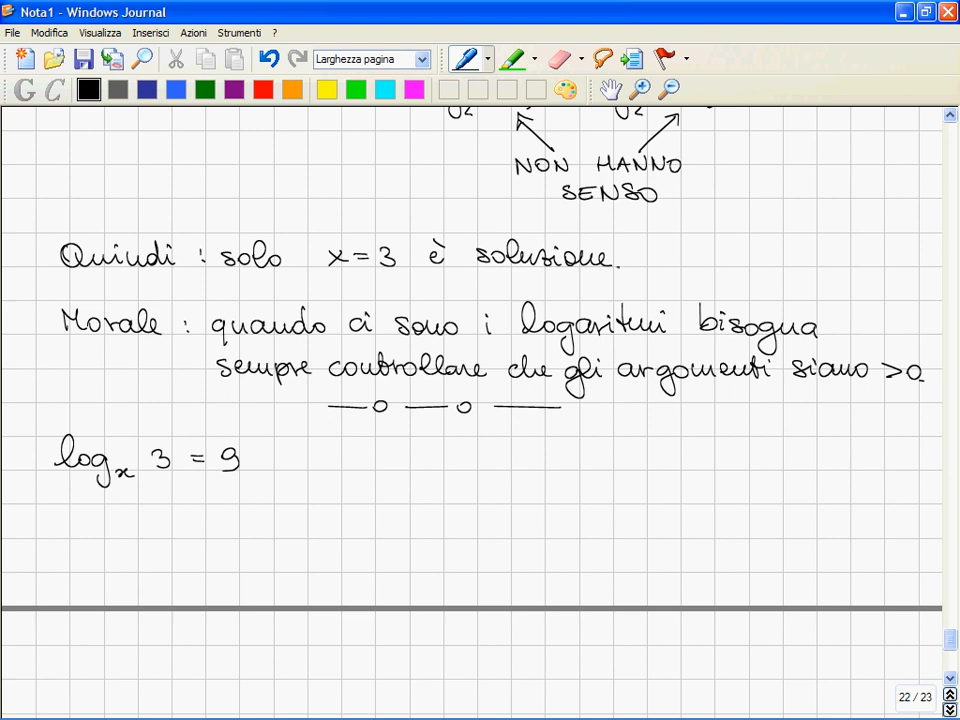 Nota1 - Windows Journal
File Modifica Visualizza Inserisci Azioni Strumenti ?
Larghezza pagina
G C
NON HANNO
SENSO
Quindi : solo x = 3 è soluzione.
Morale : quando ci sono i logaritmi bisogna
sempre controllare che gli argomenti siano > 0.
log_x 3 = 9
22 / 23